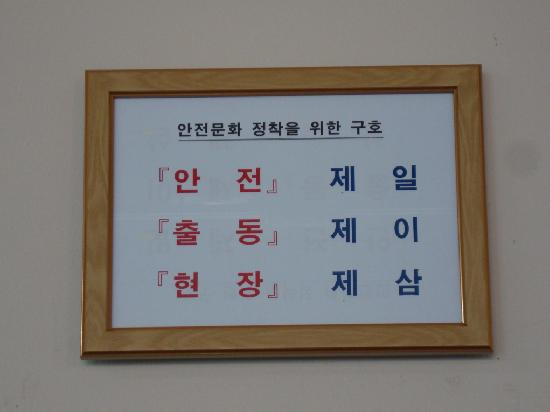 안전문화 정착을 위한 구호
『안 전』 제 일
『출 동』 제 이
『현 장』 제 삼